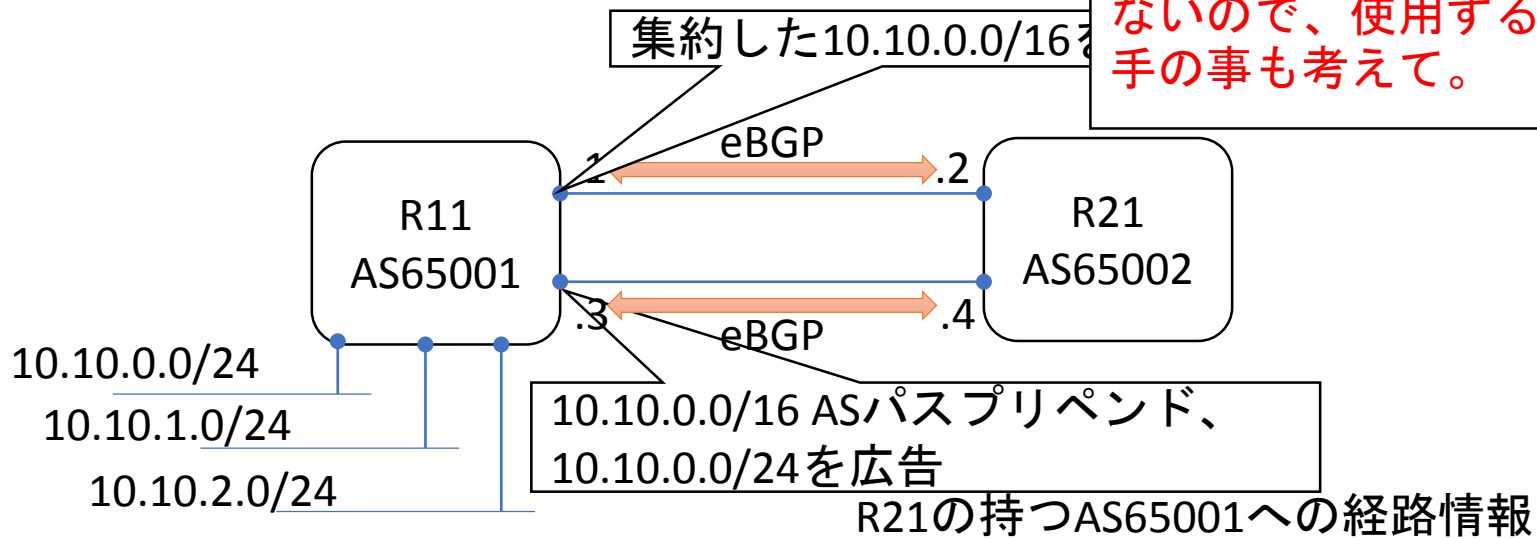 ないので、使用する
手の事も考えて。
集約した10.10.0.0/16を
eBGP
.1
.2
R11
AS65001
R21
AS65002
.3
.4
eBGP
10.10.0.0/24
10.10.1.0/24
10.10.2.0/24
10.10.0.0/16 ASパスプリペンド、
10.10.0.0/24を広告
R21の持つAS65001への経路情報